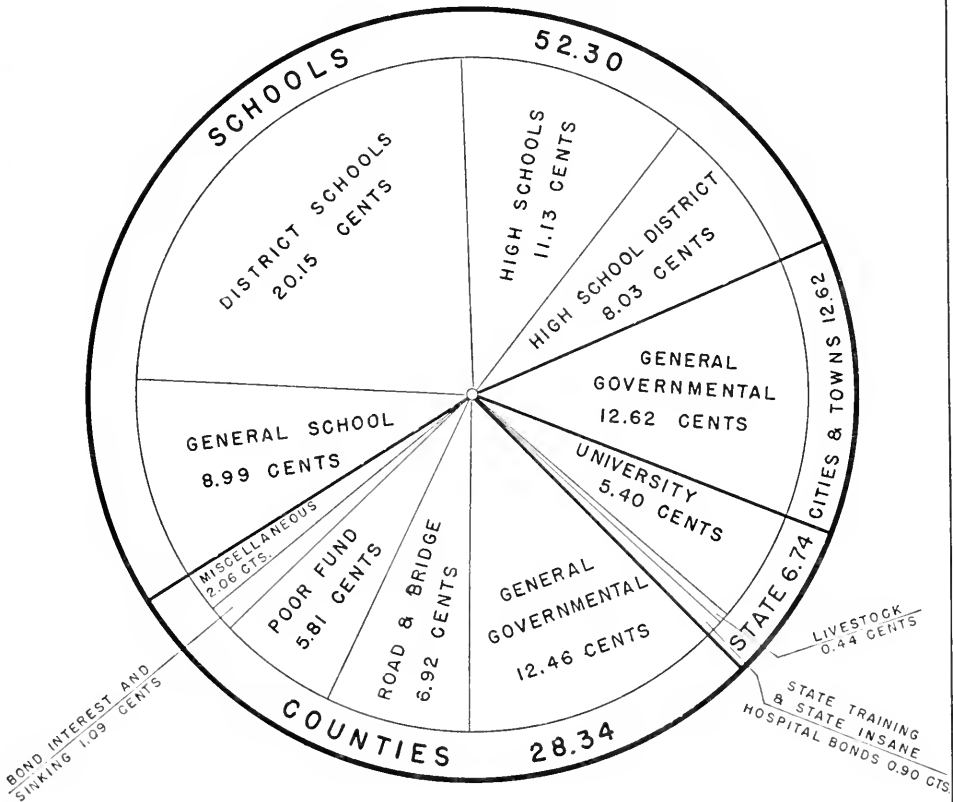 SCHOOLS 52.30
DISTRICT SCHOOLS
20.15 CENTS
HIGH SCHOOLS
11.13 CENTS
HIGH SCHOOL DISTRICT
8.03 CENTS
GENERAL SCHOOL
8.99 CENTS
CITIES & TOWNS 12.62
GENERAL
GOVERNMENTAL
12.62 CENTS
STATE 6.74
UNIVERSITY
5.40 CENTS
LIVESTOCK
0.44 CENTS
STATE TRAINING
& STATE INSANE
HOSPITAL BONDS 0.90 CTS.
COUNTIES 28.34
GENERAL
GOVERNMENTAL
12.46 CENTS
ROAD & BRIDGE
6.92 CENTS
POOR FUND
5.81 CENTS
BOND INTEREST AND
SINKING 1.09 CENTS
MISCELLANEOUS
2.06 CTS.